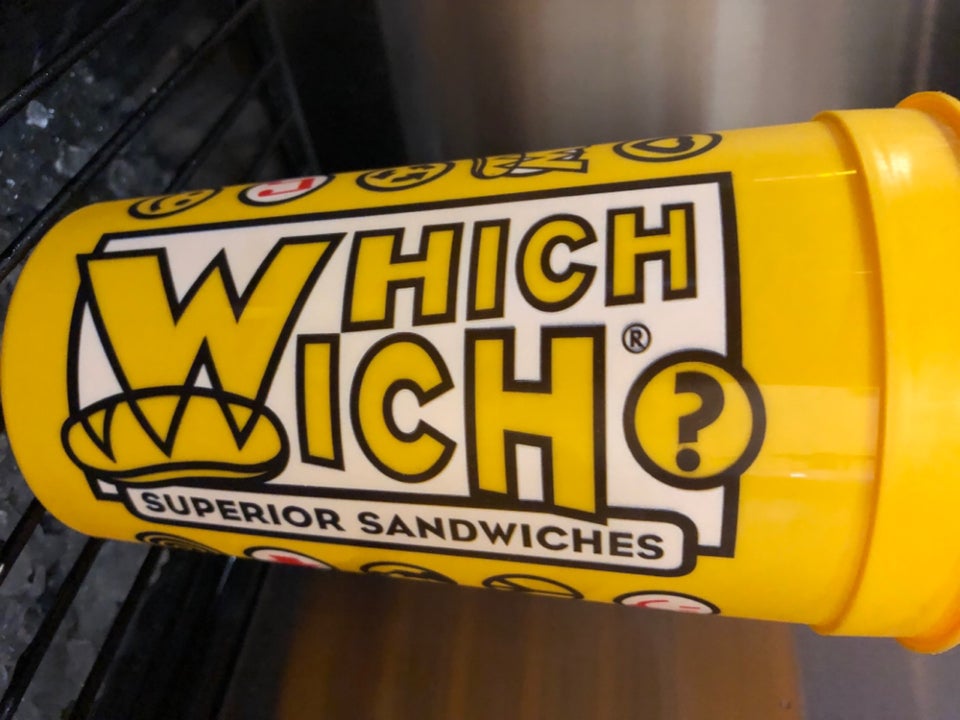 WHICH
WICH®
?
SUPERIOR SANDWICHES